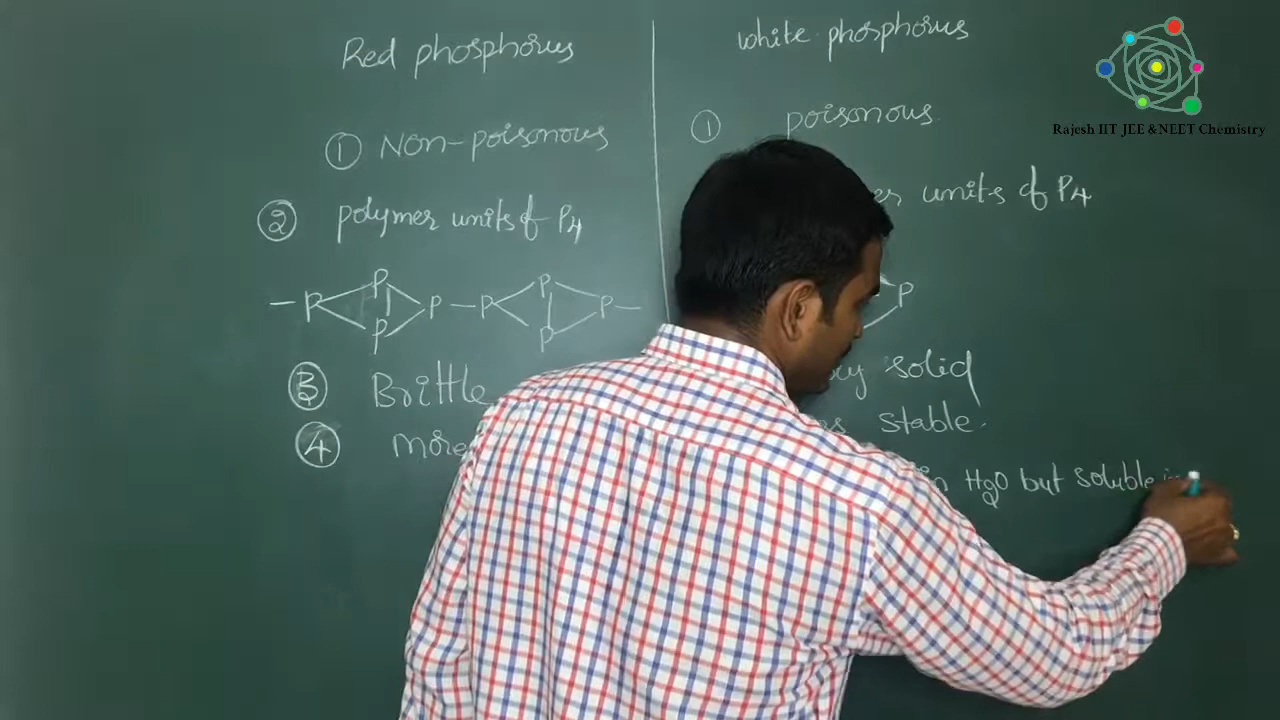 Red phosphorus
① Non-poisonous
② polymer units of P4
– P P P P – P P P P –
③ Brittle
④ more
white phosphorus
① poisonous
units of P4
P
solid
stable.
in H2O but soluble in
Rajesh IIT JEE & NEET Chemistry